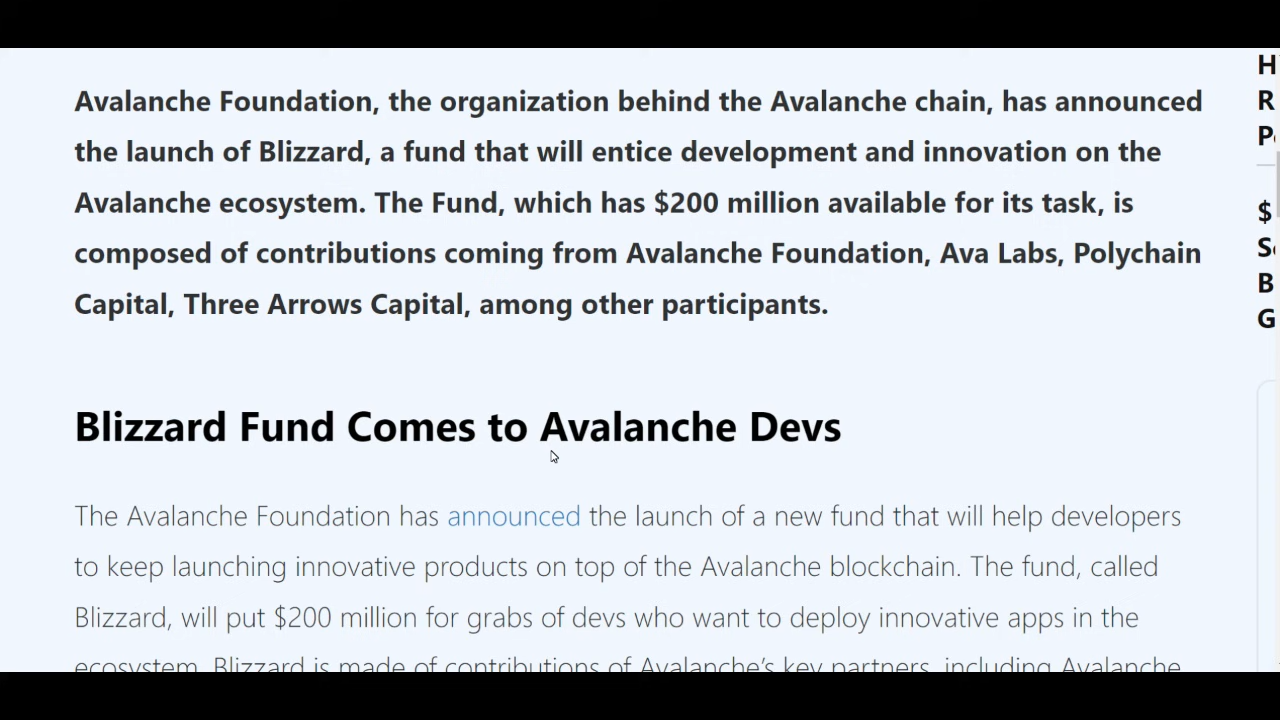 Avalanche Foundation, the organization behind the Avalanche chain, has announced
the launch of Blizzard, a fund that will entice development and innovation on the
Avalanche ecosystem. The Fund, which has $200 million available for its task, is
composed of contributions coming from Avalanche Foundation, Ava Labs, Polychain
Capital, Three Arrows Capital, among other participants.
Blizzard Fund Comes to Avalanche Devs
The Avalanche Foundation has announced the launch of a new fund that will help developers
to keep launching innovative products on top of the Avalanche blockchain. The fund, called
Blizzard, will put $200 million for grabs of devs who want to deploy innovative apps in the
ecosystem. Blizzard is made of contributions of Avalanche’s key partners, including Avalanche
H
R
$
B
G